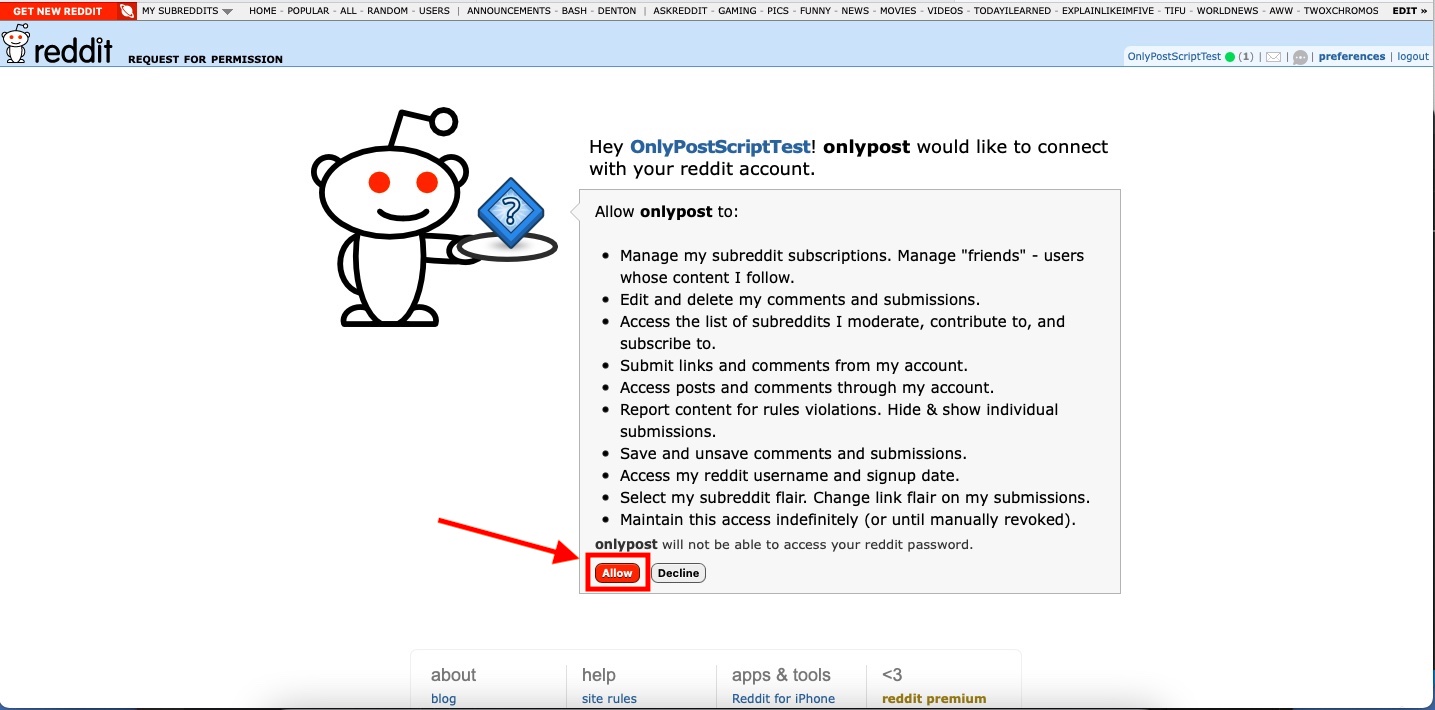 GET NEW REDDIT MY SUBREDDITS HOME - POPULAR - ALL - RANDOM - USERS | ANNOUNCEMENTS - BASH - DENTON | ASKREDDIT - GAMING - PICS - FUNNY - NEWS - MOVIES - VIDEOS - TODAYILEARNED - EXPLAINLIKEIMFIVE - TIFU - WORLDNEWS - AWW - TWOXCHROMOS EDIT »
reddit REQUEST FOR PERMISSION
OnlyPostScriptTest (1) | | | preferences | logout
?
Hey OnlyPostScriptTest! onlypost would like to connect
with your reddit account.
Allow onlypost to:
• Manage my subreddit subscriptions. Manage "friends" - users
whose content I follow.
• Edit and delete my comments and submissions.
• Access the list of subreddits I moderate, contribute to, and
subscribe to.
• Submit links and comments from my account.
• Access posts and comments through my account.
• Report content for rules violations. Hide & show individual
submissions.
• Save and unsave comments and submissions.
• Access my reddit username and signup date.
• Select my subreddit flair. Change link flair on my submissions.
• Maintain this access indefinitely (or until manually revoked).
onlypost will not be able to access your reddit password.
Allow Decline
about help apps & tools <3
blog site rules Reddit for iPhone reddit premium